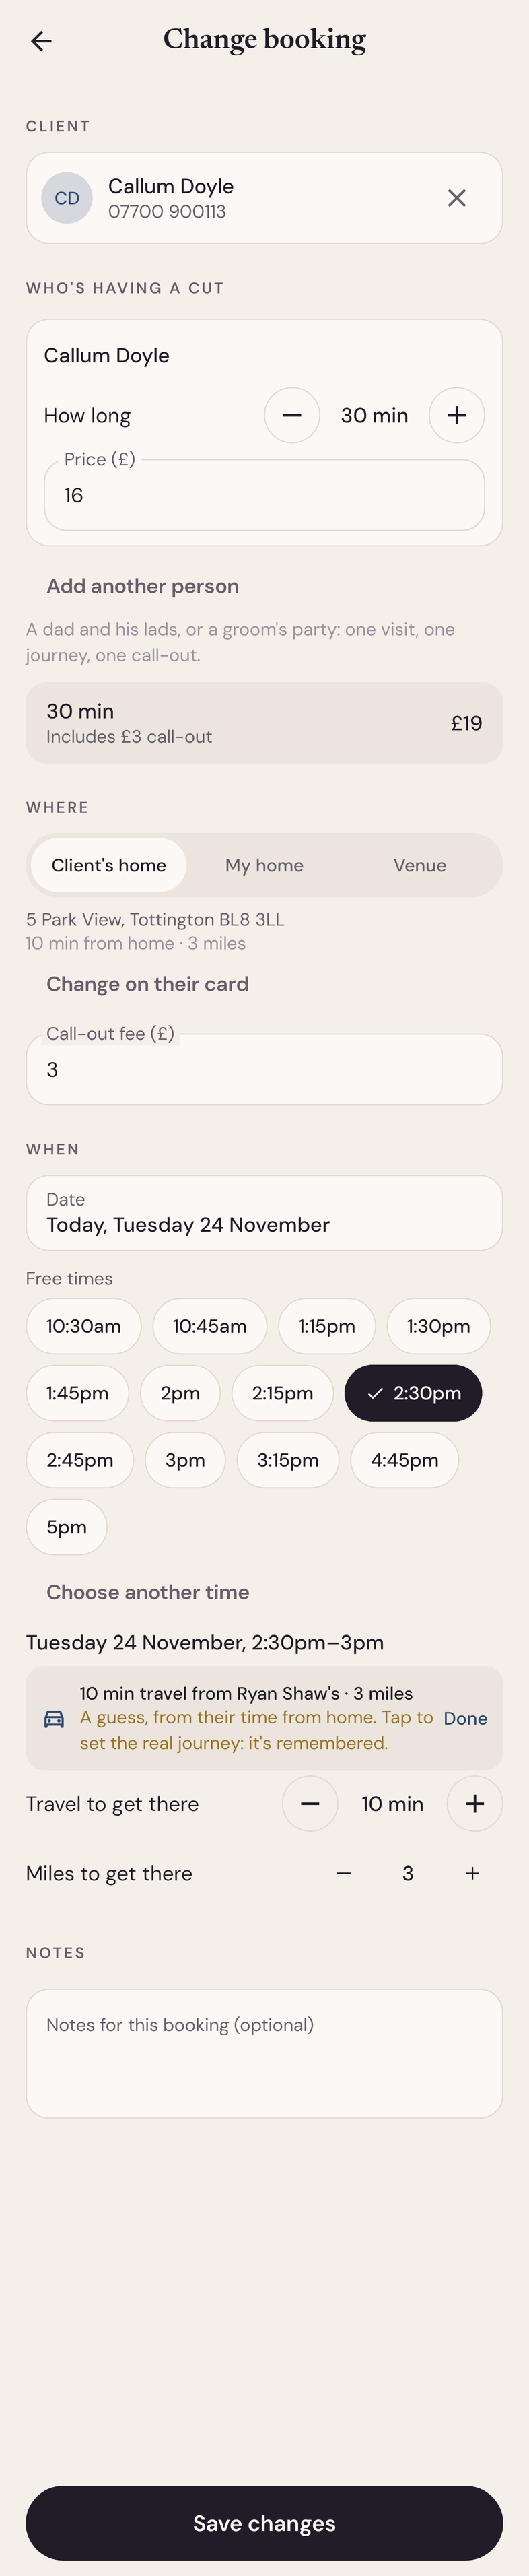 Change booking
CLIENT
CD
Callum Doyle
07700 900113
WHO'S HAVING A CUT
Callum Doyle
How long
30 min
Price (£)
16
Add another person
A dad and his lads, or a groom's party: one visit, one
journey, one call-out.
30 min
Includes £3 call-out
£19
WHERE
Client's home
My home
Venue
5 Park View, Tottington BL8 3LL
10 min from home · 3 miles
Change on their card
Call-out fee (£)
3
WHEN
Date
Today, Tuesday 24 November
Free times
10:30am
10:45am
1:15pm
1:30pm
1:45pm
2pm
2:15pm
2:30pm
2:45pm
3pm
3:15pm
4:45pm
5pm
Choose another time
Tuesday 24 November, 2:30pm–3pm
10 min travel from Ryan Shaw's · 3 miles
A guess, from their time from home. Tap to
set the real journey: it's remembered.
Done
Travel to get there
10 min
Miles to get there
3
NOTES
Notes for this booking (optional)
Save changes